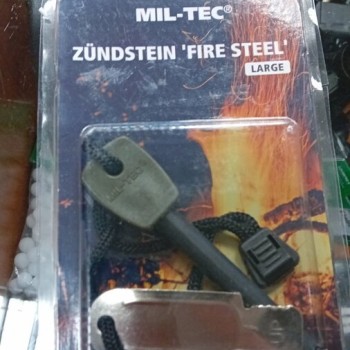 MIL-TEC®
ZÜNDSTEIN 'FIRE STEEL'
LARGE